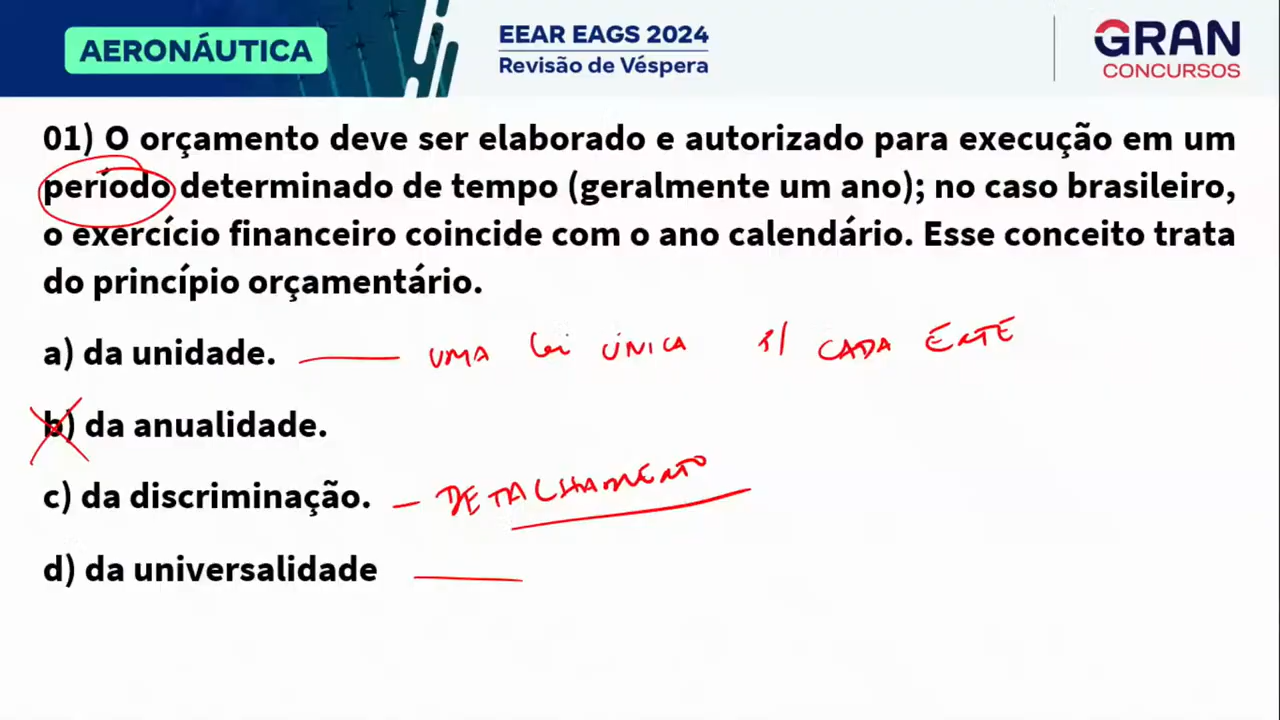 AERONÁUTICA
EEAR EAGS 2024
Revisão de Véspera
GRAN
CONCURSOS
01) O orçamento deve ser elaborado e autorizado para execução em um
período determinado de tempo (geralmente um ano); no caso brasileiro,
o exercício financeiro coincide com o ano calendário. Esse conceito trata
do princípio orçamentário.
a) da unidade. UMA lei ÚNICA P/ CADA ENTE
b) da anualidade.
c) da discriminação. - DETALHAMENTO
d) da universalidade